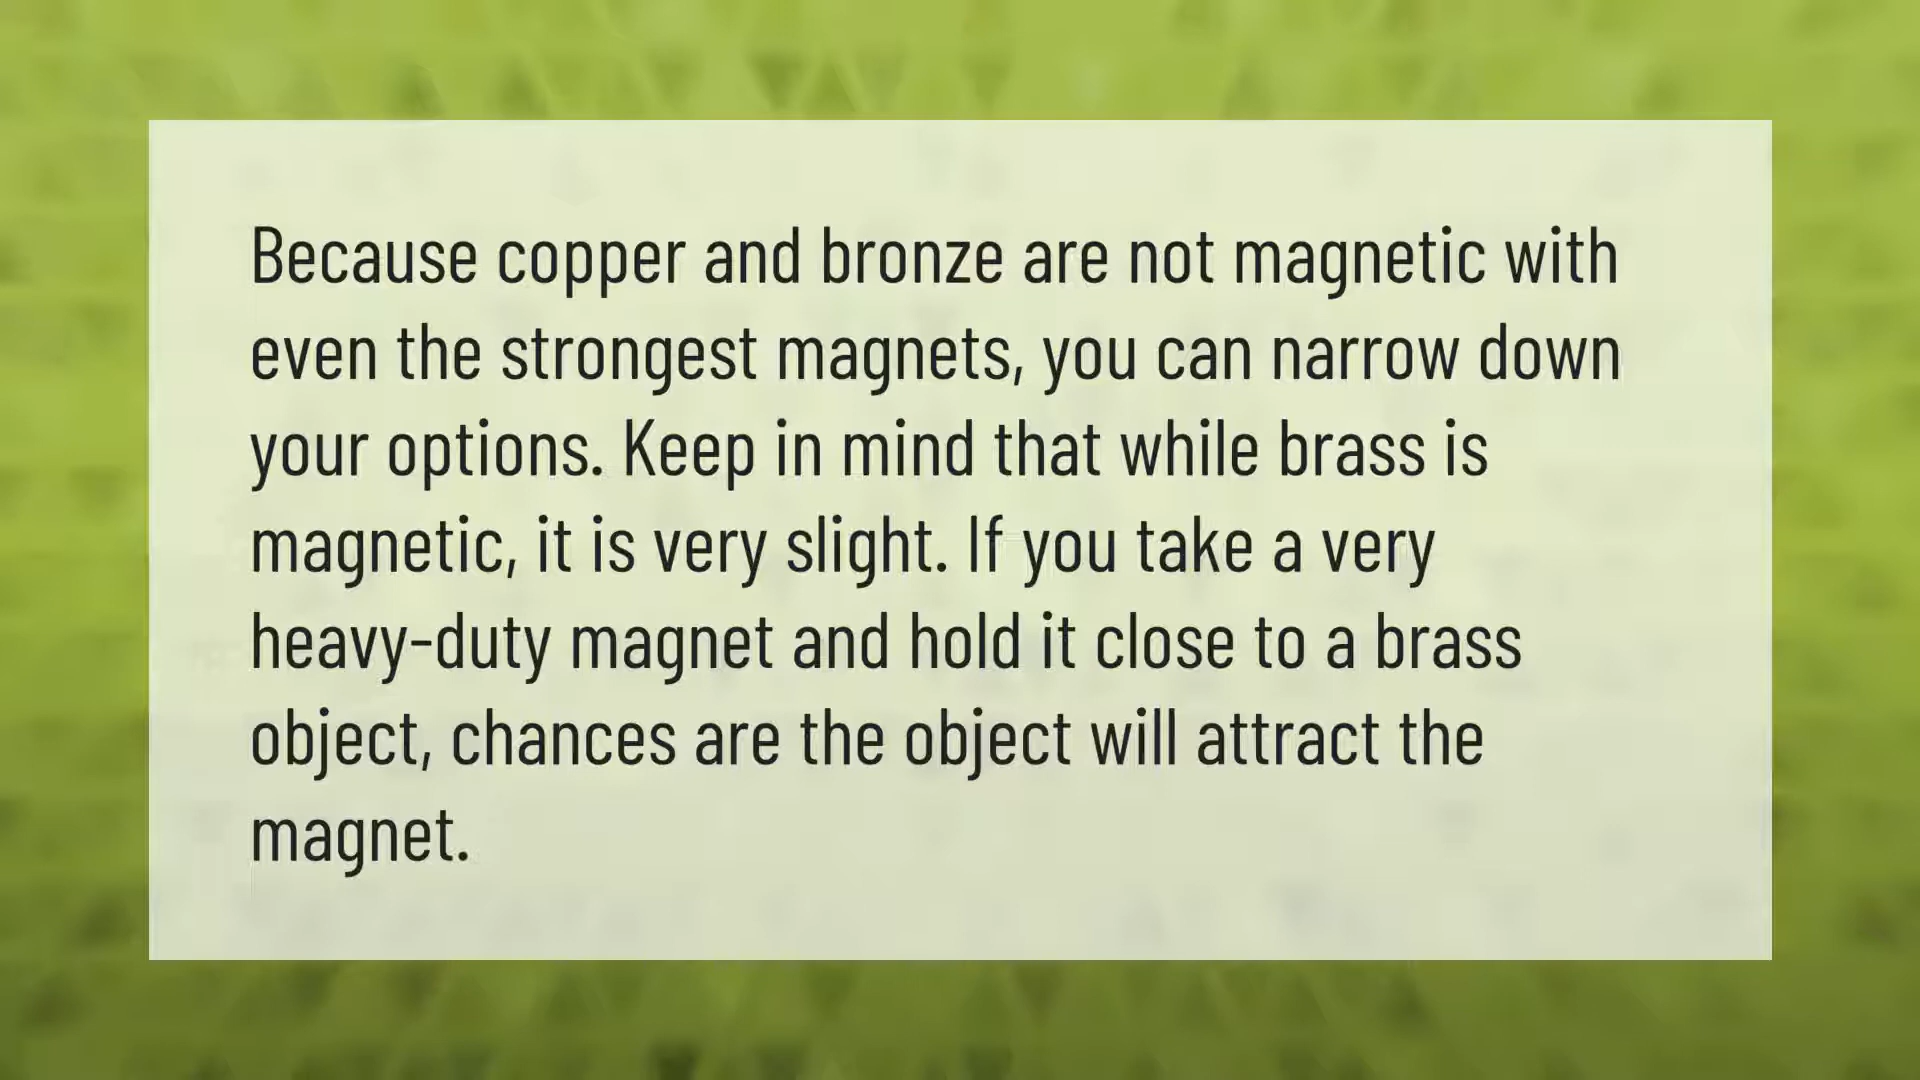 Because copper and bronze are not magnetic with
even the strongest magnets, you can narrow down
your options. Keep in mind that while brass is
magnetic, it is very slight. If you take a very
heavy-duty magnet and hold it close to a brass
object, chances are the object will attract the
magnet.